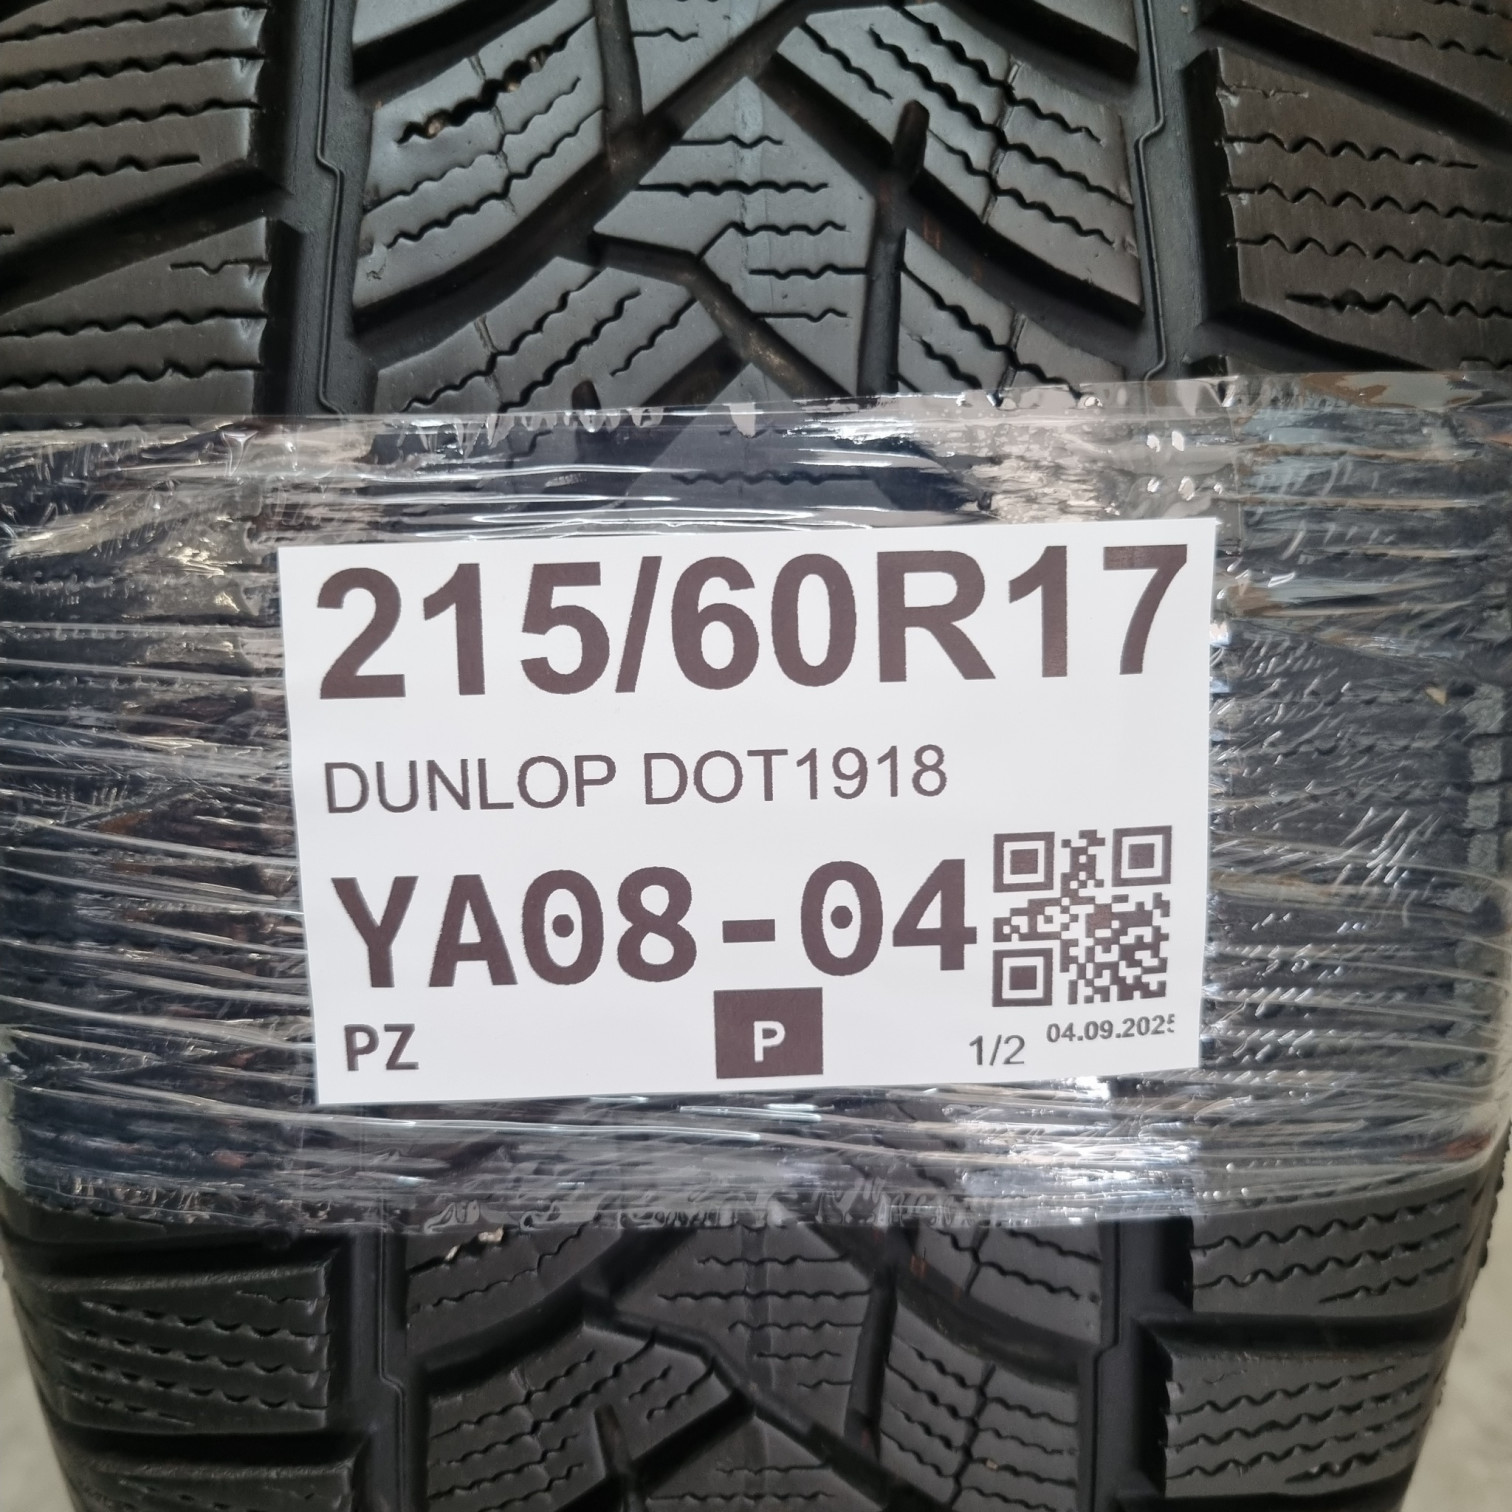 215/60R17
DUNLOP DOT1918
YA08-04
PZ
P
1/2
04.09.2025